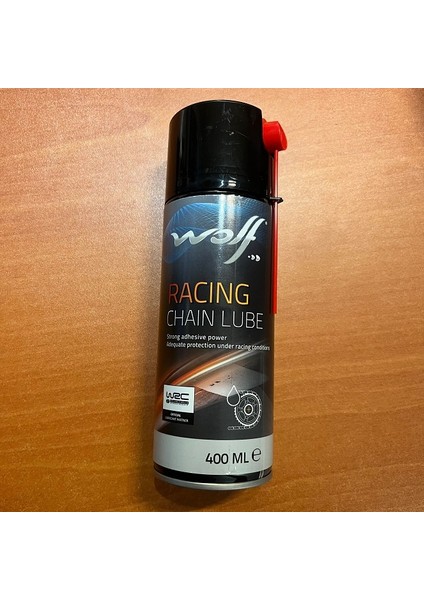 wolf
RACING
CHAIN LUBE
Strong adhesive power
Adequate protection under racing conditions
WRC
400 ML ℮